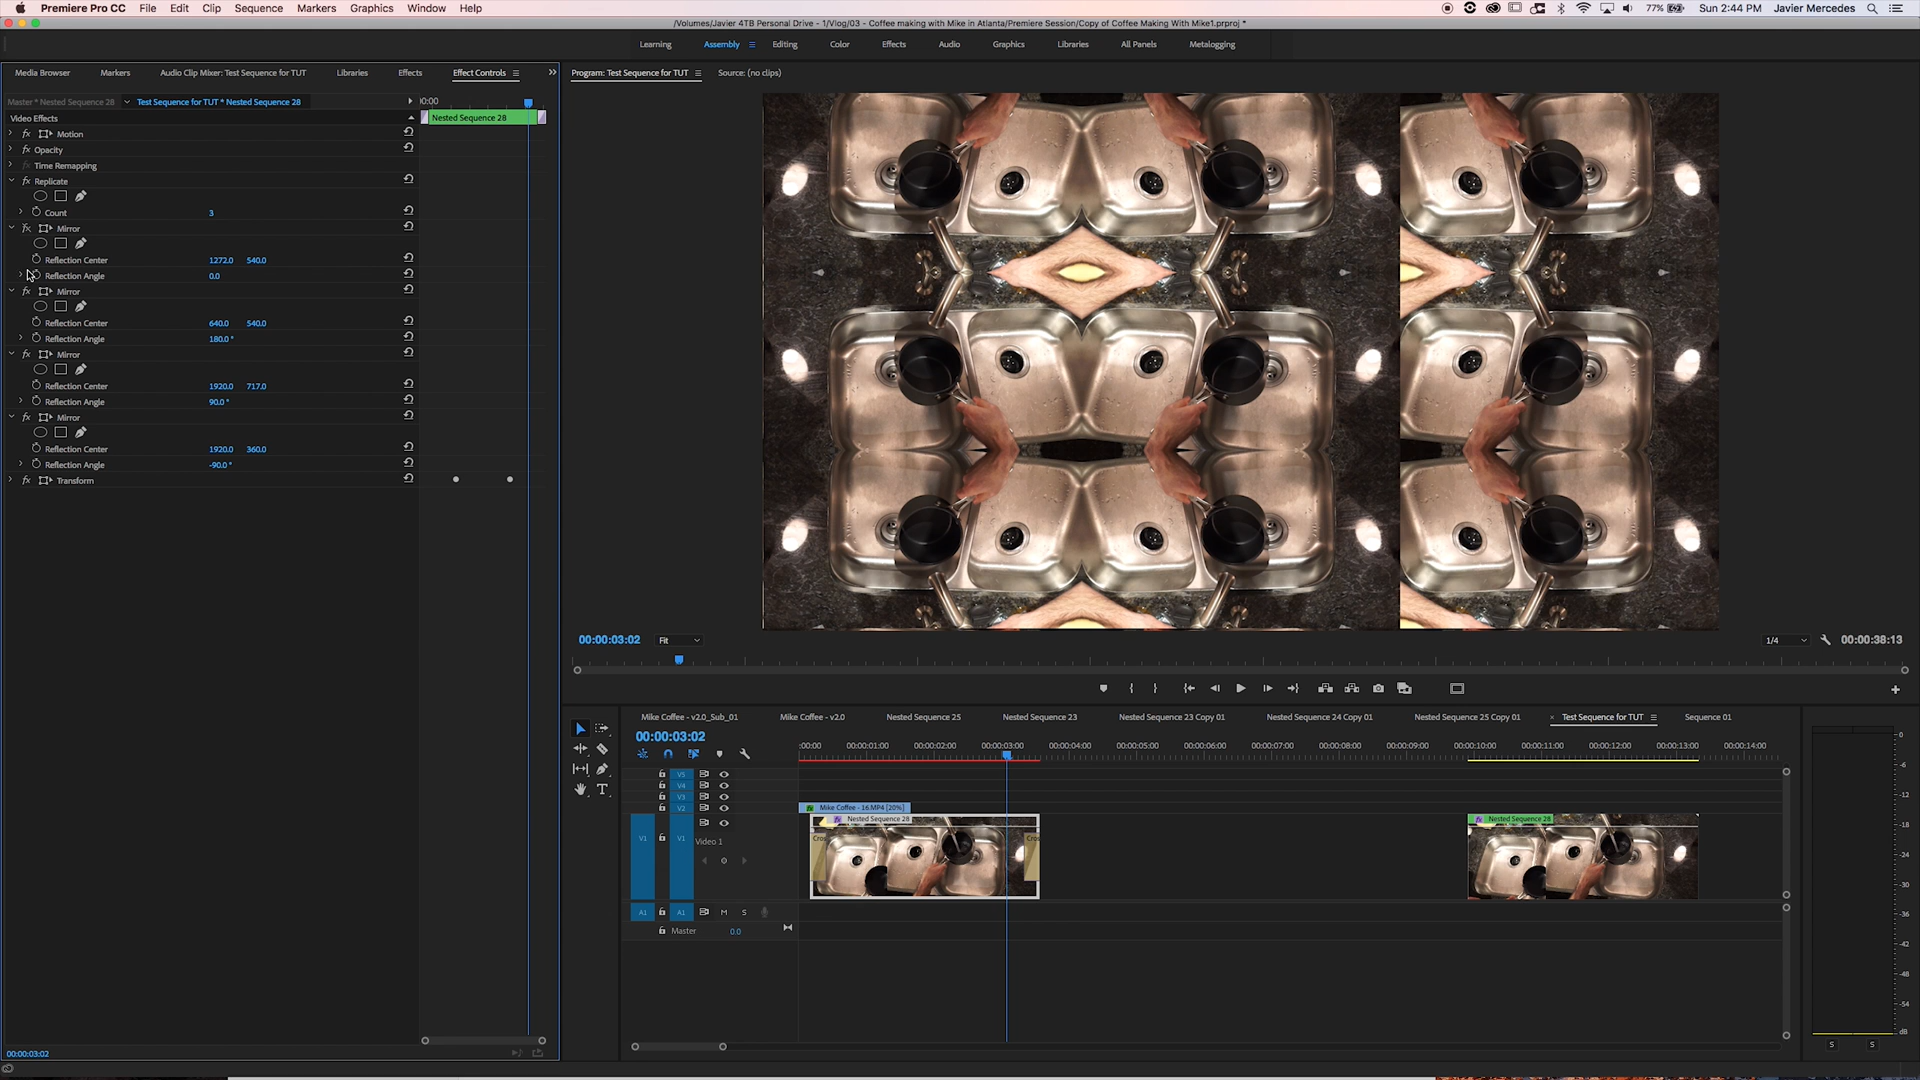 Premiere Pro CC File Edit Clip Sequence Markers Graphics Window Help 77% Sun 2:44 PM Javier Mercedes
/Volumes/Javier 4TB Personal Drive - 1/Vlog/03 - Coffee making with Mike in Atlanta/Premiere Session/Copy of Coffee Making With Mike1.prproj *
Learning Assembly Editing Color Effects Audio Graphics Libraries All Panels Metalogging
Media Browser Markers Audio Clip Mixer: Test Sequence for TUT Libraries Effects Effect Controls
Program: Test Sequence for TUT Source: (no clips)
Master * Nested Sequence 28 Test Sequence for TUT * Nested Sequence 28
Video Effects Nested Sequence 28
fx Motion
fx Opacity
Time Remapping
fx Replicate
Count 3
fx Mirror
Reflection Center 1272.0 540.0
Reflection Angle 0.0
fx Mirror
Reflection Center 640.0 540.0
Reflection Angle 180.0 °
fx Mirror
Reflection Center 1920.0 717.0
Reflection Angle 90.0 °
fx Mirror
Reflection Center 1920.0 360.0
Reflection Angle -90.0 °
fx Transform
00:00:03:02 Fit 1/4 00:00:38:13
Mike Coffee - v2.0_Sub_01 Mike Coffee - v2.0 Nested Sequence 25 Nested Sequence 23 Nested Sequence 23 Copy 01 Nested Sequence 24 Copy 01 Nested Sequence 25 Copy 01 Test Sequence for TUT Sequence 01
00:00:03:02
:00:00 00:00:01:00 00:00:02:00 00:00:03:00 00:00:04:00 00:00:05:00 00:00:06:00 00:00:07:00 00:00:08:00 00:00:09:00 00:00:10:00 00:00:11:00 00:00:12:00 00:00:13:00 00:00:14:00
V5
V4
V3
V2 Mike Coffee - 16.MP4 [20%]
fx Nested Sequence 28 fx Nested Sequence 28
V1 V1 Video 1
A1 A1 M S
Master 0.0
0
-6
-12
-18
-24
-30
-36
-42
-48
-54
dB
S S
00:00:03:02